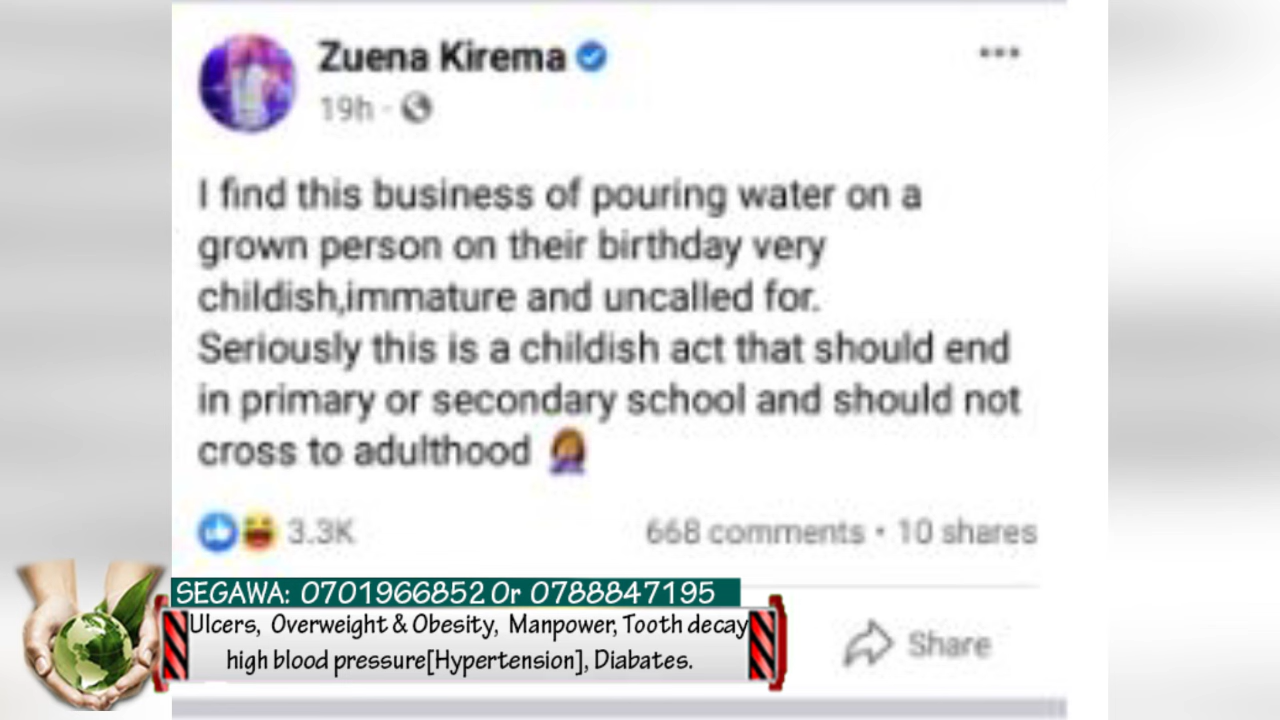 Zuena Kirema
19h
I find this business of pouring water on a
grown person on their birthday very
childish,immature and uncalled for.
Seriously this is a childish act that should end
in primary or secondary school and should not
cross to adulthood 🤦🏾‍♀️
3.3K 668 comments • 10 shares
SEGAWA: 0701966852 Or 0788847195
Ulcers, Overweight & Obesity, Manpower, Tooth decay
high blood pressure[Hypertension], Diabates.
Share